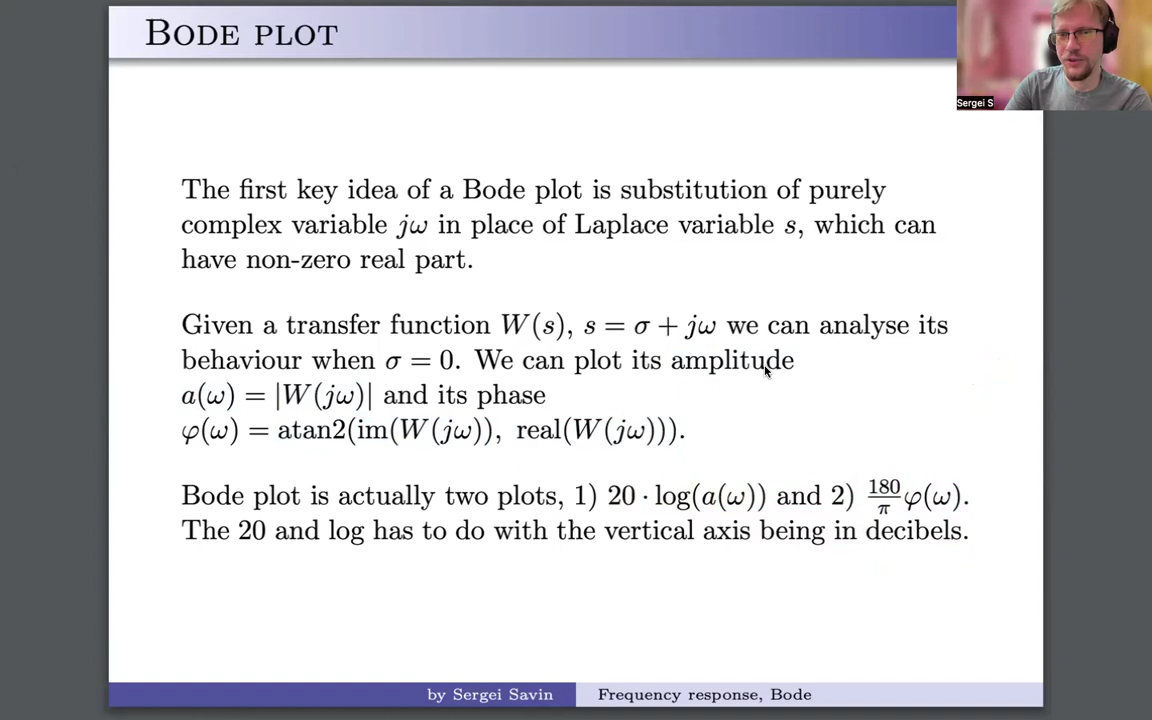 Bode plot
Sergei S
The first key idea of a Bode plot is substitution of purely
complex variable jω in place of Laplace variable s, which can
have non-zero real part.
Given a transfer function W(s), s = σ + jω we can analyse its
behaviour when σ = 0. We can plot its amplitude
a(ω) = |W(jω)| and its phase
φ(ω) = atan2(im(W(jω)), real(W(jω))).
Bode plot is actually two plots, 1) 20 · log(a(ω)) and 2) 180/π φ(ω).
The 20 and log has to do with the vertical axis being in decibels.
by Sergei Savin
Frequency response, Bode